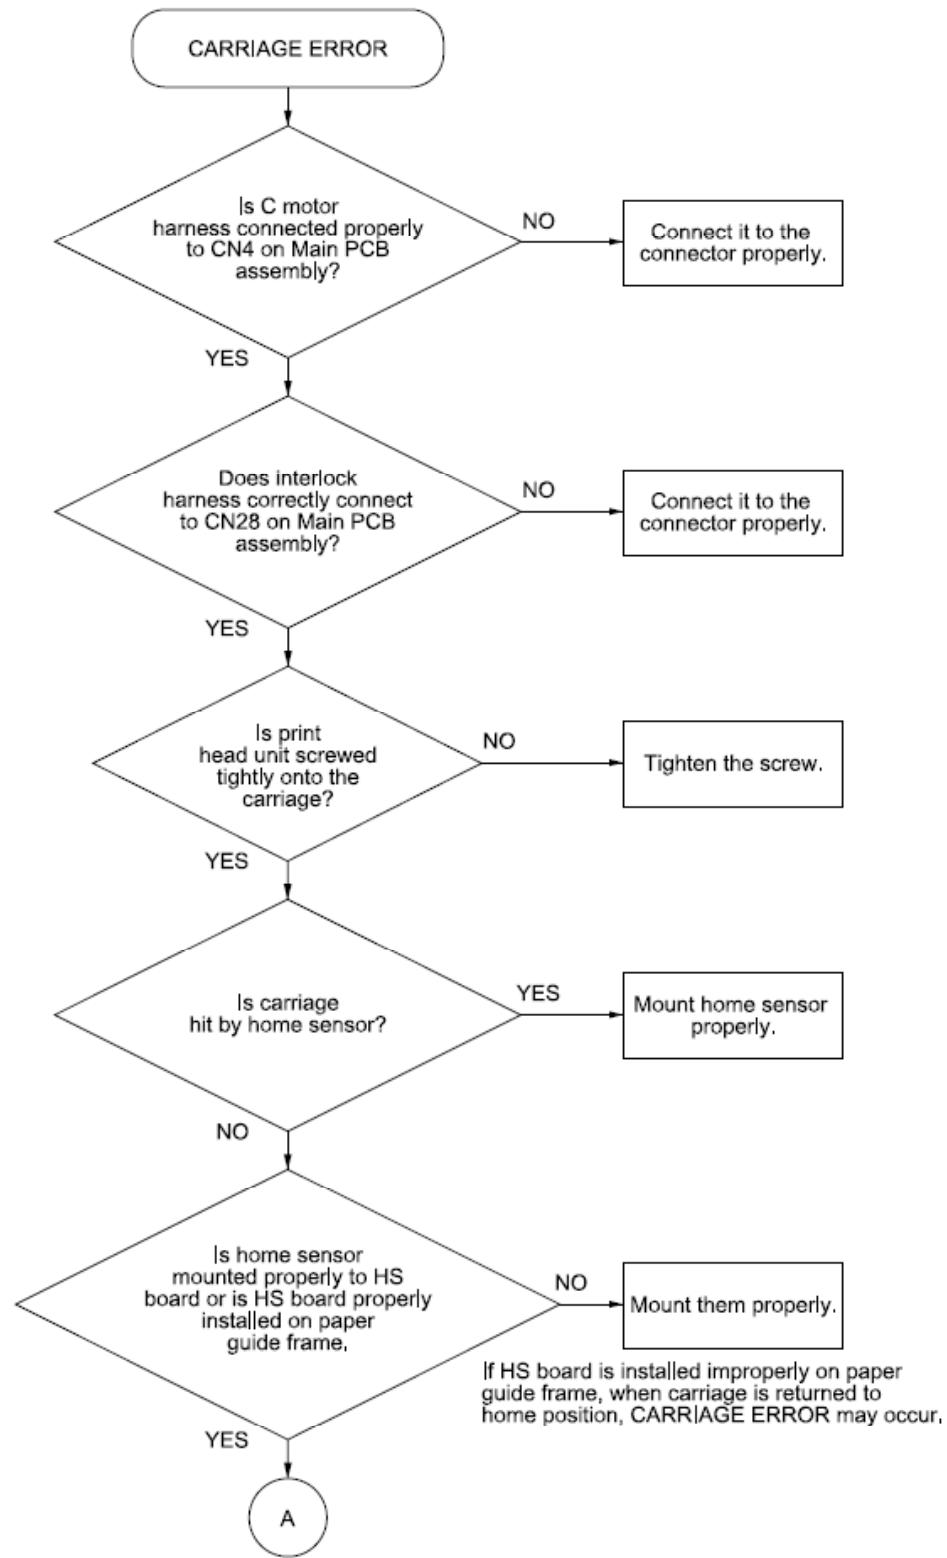 CARRIAGE ERROR
Is C motor
harness connected properly
to CN4 on Main PCB
assembly?
NO
Connect it to the
connector properly.
YES
Does interlock
harness correctly connect
to CN28 on Main PCB
assembly?
NO
Connect it to the
connector properly.
YES
Is print
head unit screwed
tightly onto the
carriage?
NO
Tighten the screw.
YES
Is carriage
hit by home sensor?
YES
Mount home sensor
properly.
NO
Is home sensor
mounted properly to HS
board or is HS board properly
installed on paper
guide frame.
NO
Mount them properly.
If HS board is installed improperly on paper
guide frame, when carriage is returned to
home position, CARRIAGE ERROR may occur.
YES
A